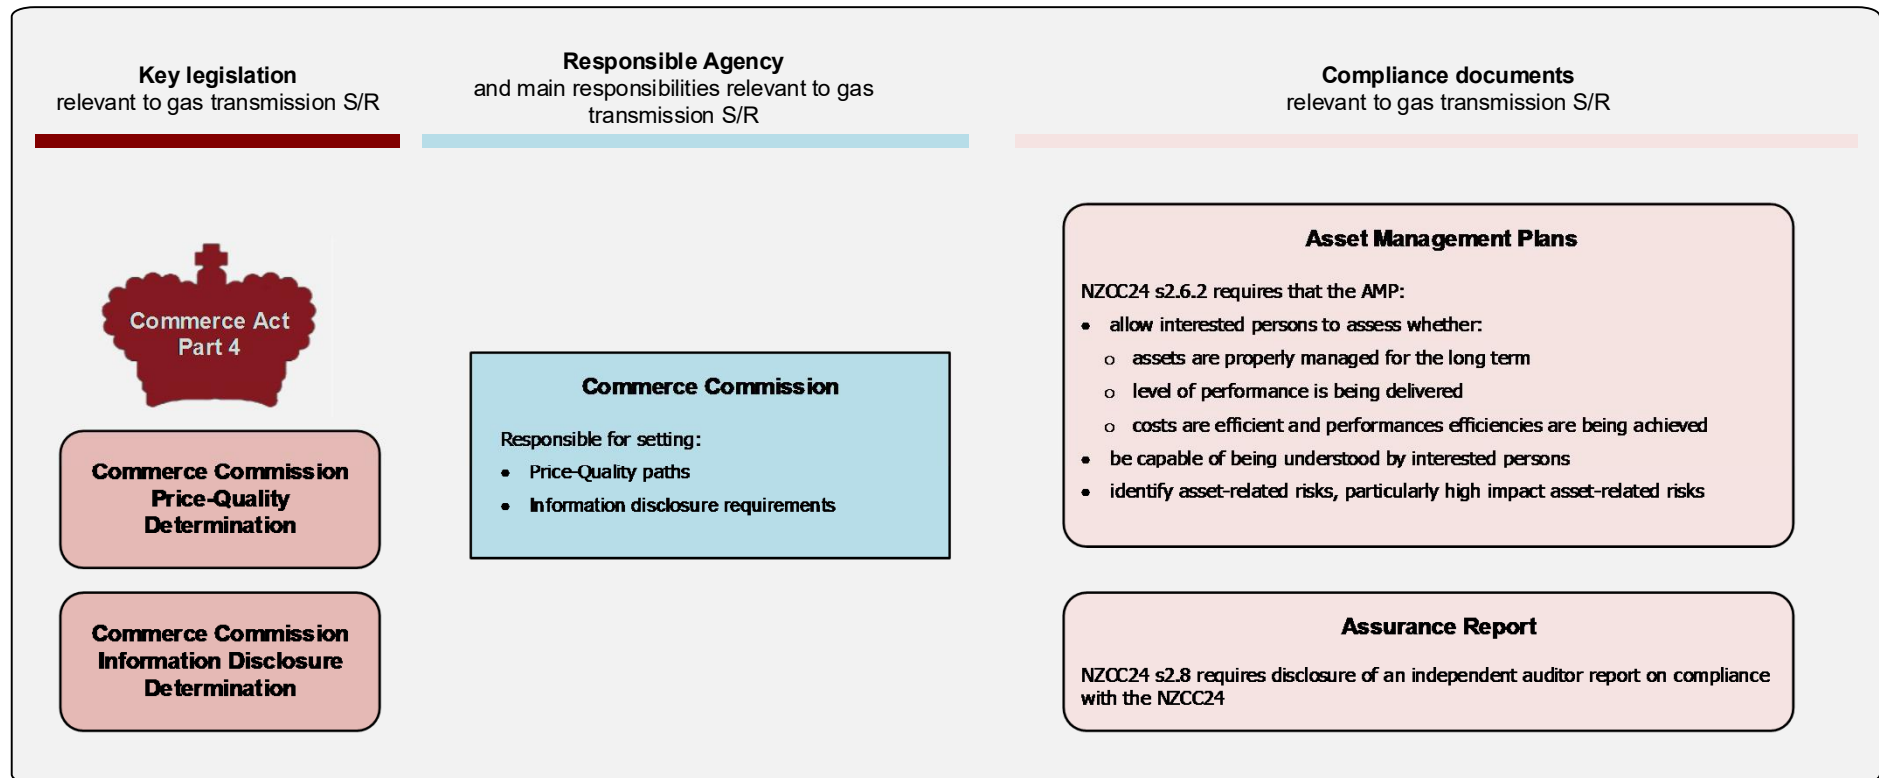 Key legislation
relevant to gas transmission S/R
Responsible Agency
and main responsibilities relevant to gas
transmission S/R
Compliance documents
relevant to gas transmission S/R
Commerce Act
Part 4
Commerce Commission
Price-Quality
Determination
Commerce Commission
Information Disclosure
Determination
Commerce Commission
Responsible for setting:
• Price-Quality paths
• Information disclosure requirements
Asset Management Plans
NZCC24 s2.6.2 requires that the AMP:
• allow interested persons to assess whether:
o assets are properly managed for the long term
o level of performance is being delivered
o costs are efficient and performances efficiencies are being achieved
• be capable of being understood by interested persons
• identify asset-related risks, particularly high impact asset-related risks
Assurance Report
NZCC24 s2.8 requires disclosure of an independent auditor report on compliance
with the NZCC24